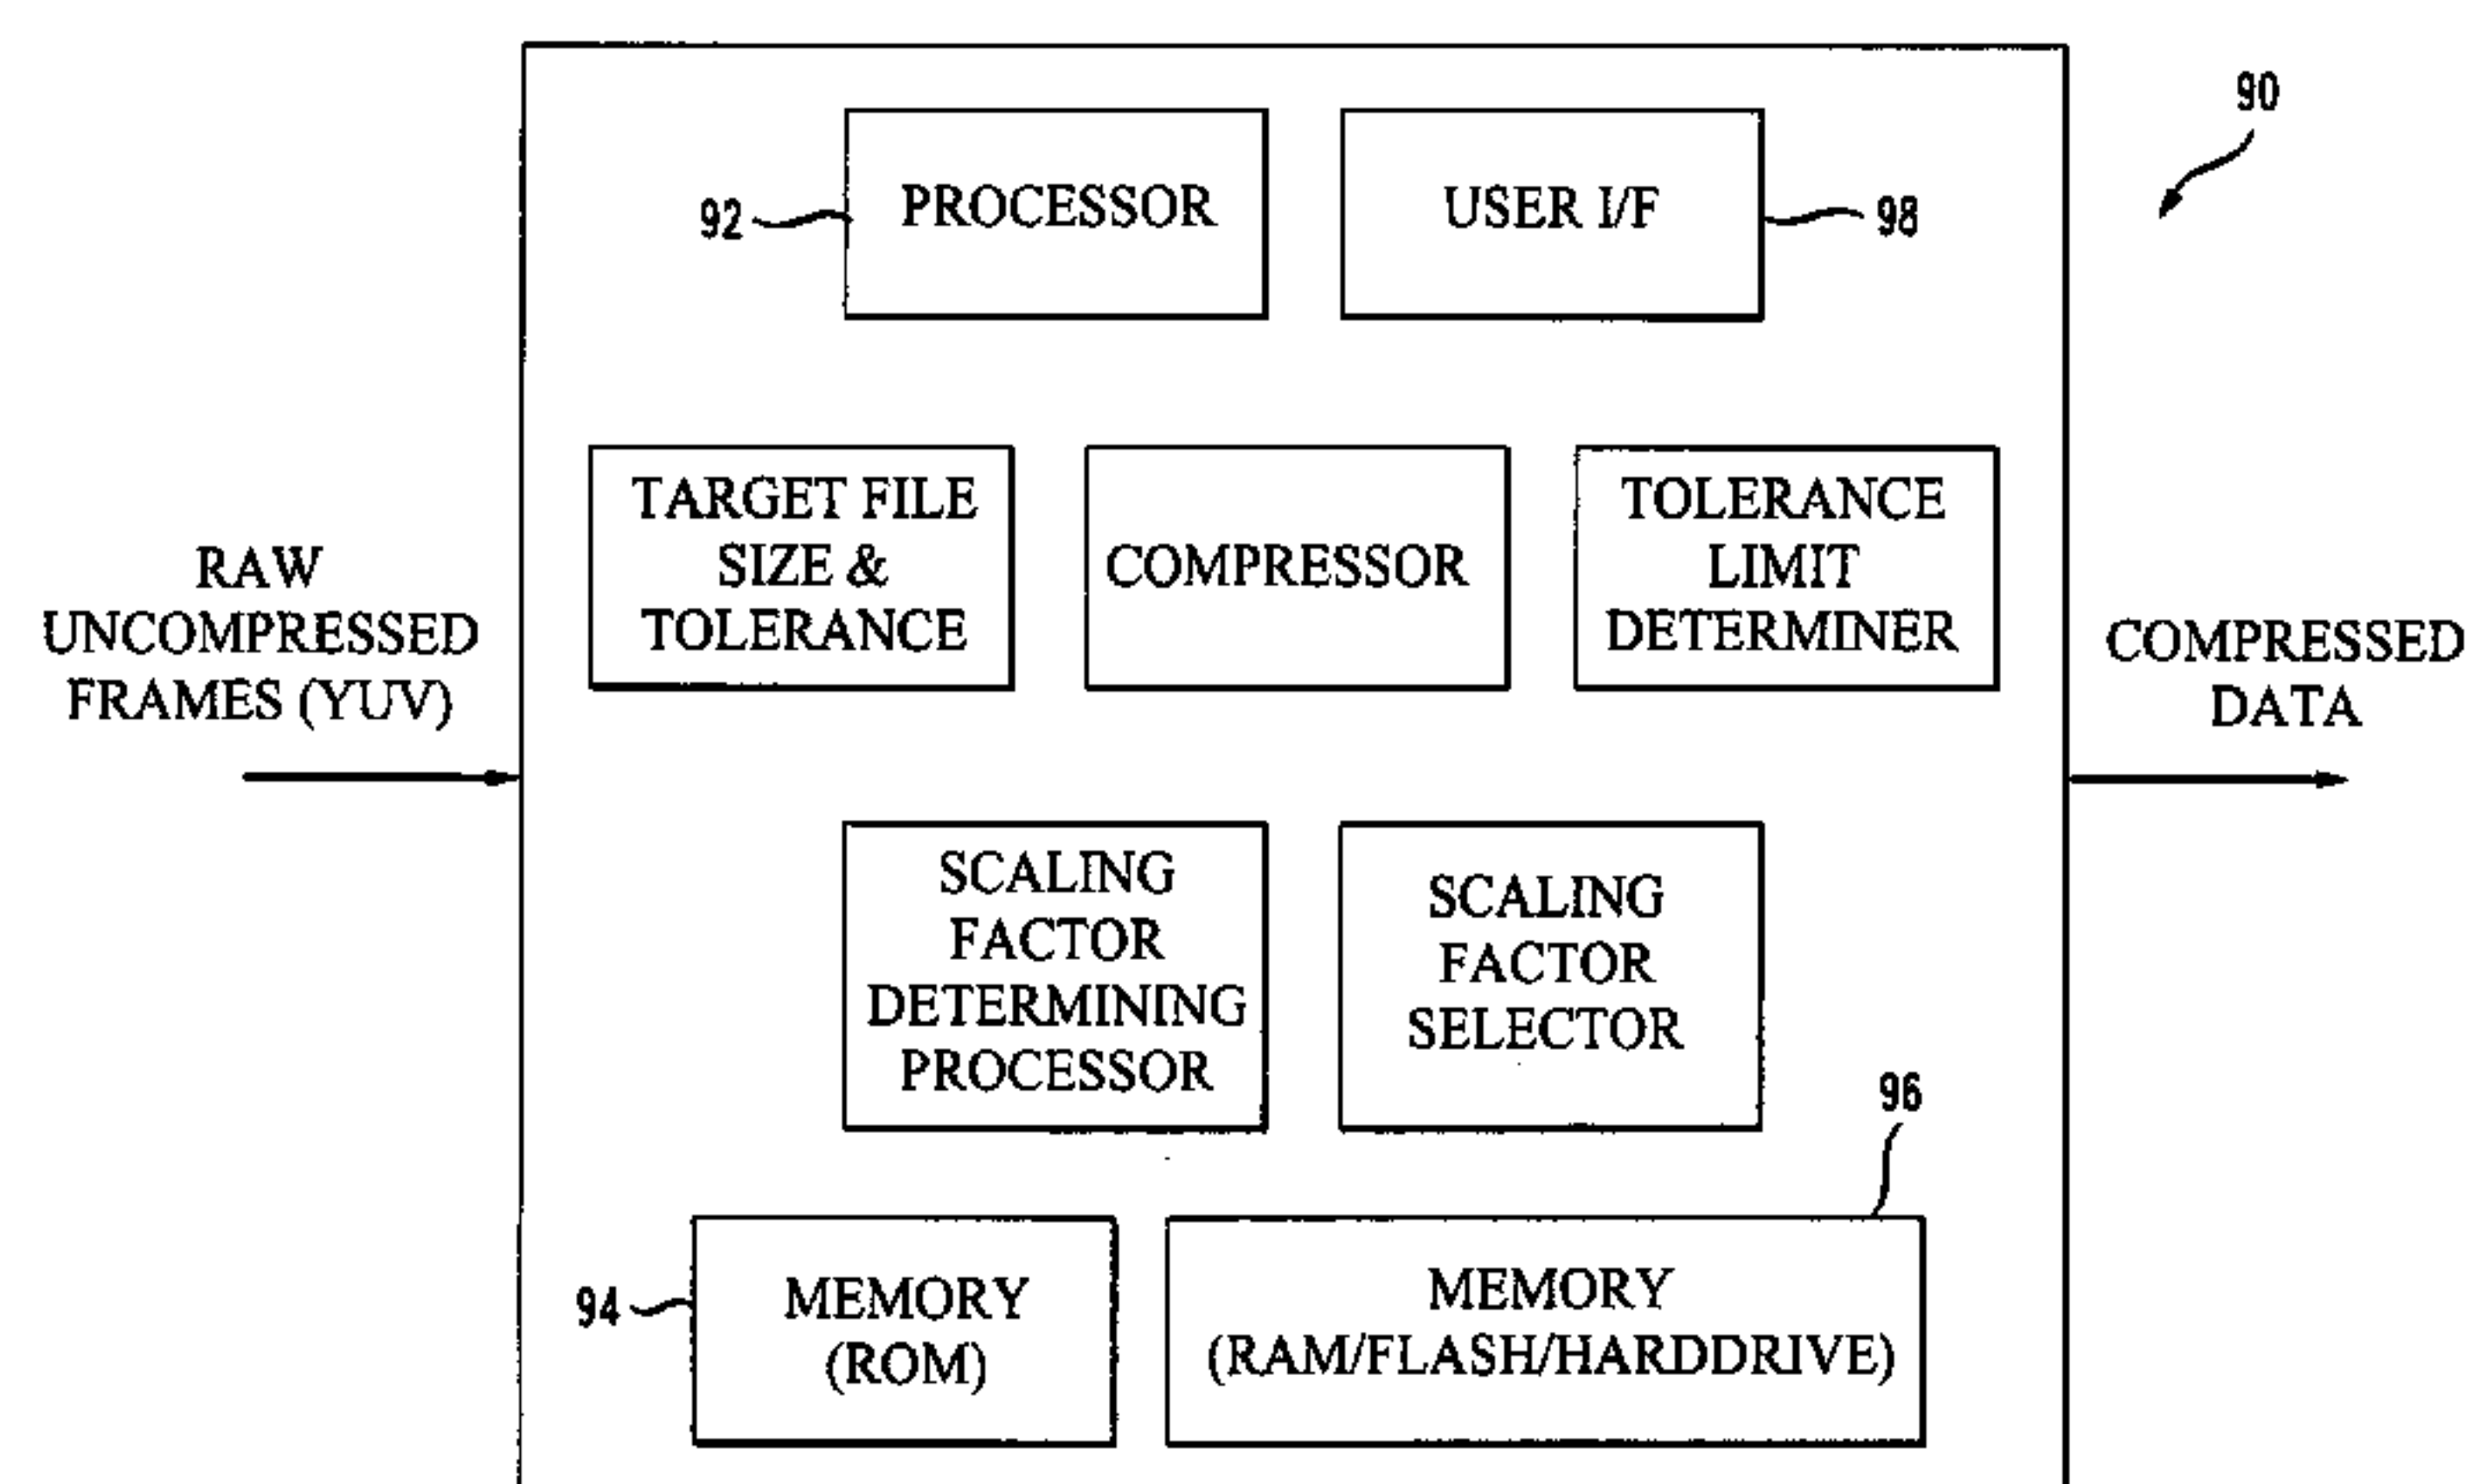 90
92
PROCESSOR
USER I/F
98
TARGET FILE
SIZE &
TOLERANCE
COMPRESSOR
TOLERANCE
LIMIT
DETERMINER
RAW
UNCOMPRESSED
FRAMES (YUV)
COMPRESSED
DATA
SCALING
FACTOR
DETERMINING
PROCESSOR
SCALING
FACTOR
SELECTOR
96
94
MEMORY
(ROM)
MEMORY
(RAM/FLASH/HARDDRIVE)